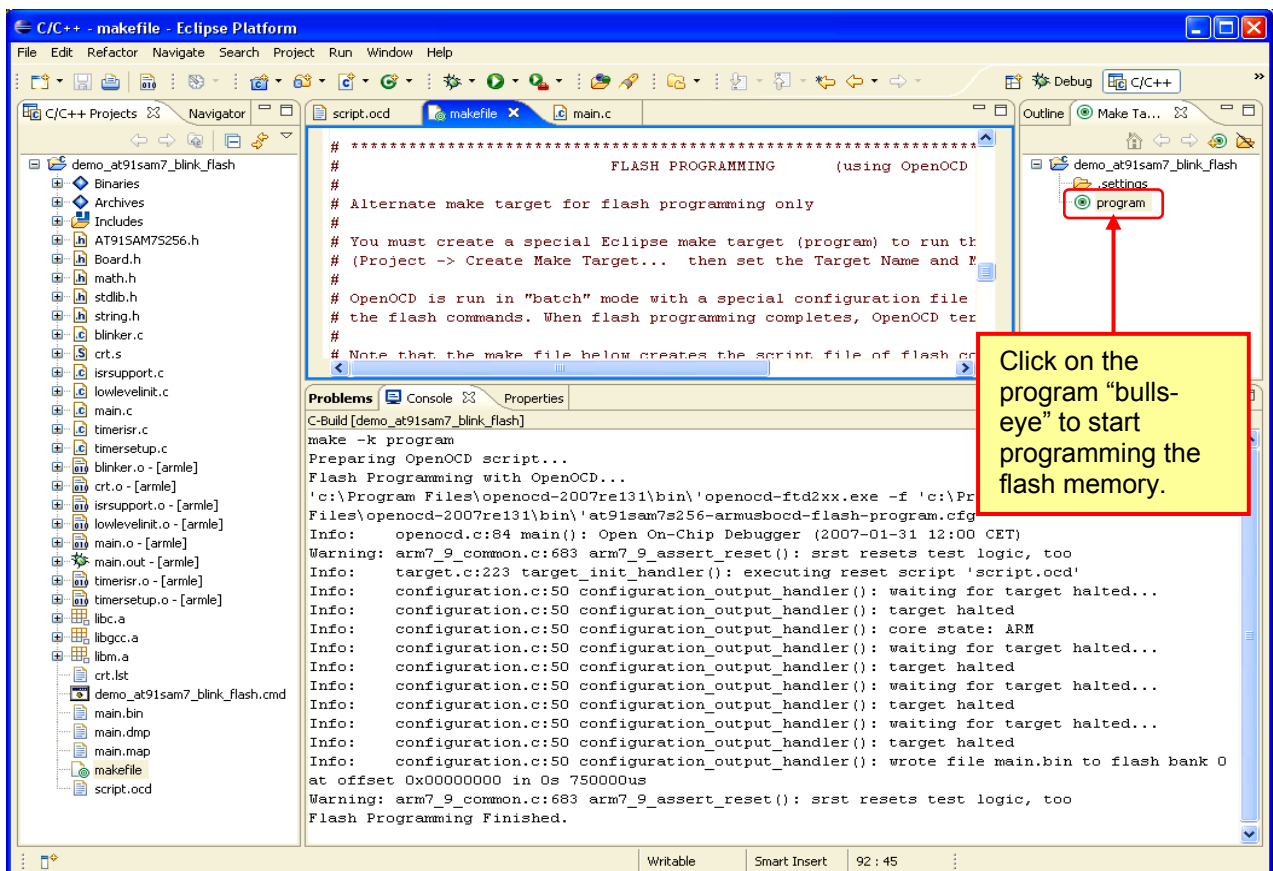 C/C++ - makefile - Eclipse Platform
File Edit Refactor Navigate Search Project Run Window Help
Debug C/C++ »
C/C++ Projects Navigator
demo_at91sam7_blink_flash
Binaries
Archives
Includes
AT91SAM7S256.h
Board.h
math.h
stdlib.h
string.h
blinker.c
crt.s
isrsupport.c
lowlevelinit.c
main.c
timerisr.c
timersetup.c
blinker.o - [armle]
crt.o - [armle]
isrsupport.o - [armle]
lowlevelinit.o - [armle]
main.o - [armle]
main.out - [armle]
timerisr.o - [armle]
timersetup.o - [armle]
libc.a
libgcc.a
libm.a
crt.lst
demo_at91sam7_blink_flash.cmd
main.bin
main.dmp
main.map
makefile
script.ocd
script.ocd makefile main.c
# **********************************************************************
# FLASH PROGRAMMING (using OpenOCD
#
# Alternate make target for flash programming only
#
# You must create a special Eclipse make target (program) to run th
# (Project -> Create Make Target... then set the Target Name and M
#
# OpenOCD is run in "batch" mode with a special configuration file
# the flash commands. When flash programming completes, OpenOCD ter
#
# Note that the make file below creates the script file of flash co
Outline Make Ta...
demo_at91sam7_blink_flash
.settings
program
Click on the
program “bulls-
eye” to start
programming the
flash memory.
Problems Console Properties
C-Build [demo_at91sam7_blink_flash]
make -k program
Preparing OpenOCD script...
Flash Programming with OpenOCD...
'c:\Program Files\openocd-2007re131\bin\'openocd-ftd2xx.exe -f 'c:\Pr
Files\openocd-2007re131\bin\'at91sam7s256-armusbocd-flash-program.cfg
Info: openocd.c:84 main(): Open On-Chip Debugger (2007-01-31 12:00 CET)
Warning: arm7_9_common.c:683 arm7_9_assert_reset(): srst resets test logic, too
Info: target.c:223 target_init_handler(): executing reset script 'script.ocd'
Info: configuration.c:50 configuration_output_handler(): waiting for target halted...
Info: configuration.c:50 configuration_output_handler(): target halted
Info: configuration.c:50 configuration_output_handler(): core state: ARM
Info: configuration.c:50 configuration_output_handler(): waiting for target halted...
Info: configuration.c:50 configuration_output_handler(): target halted
Info: configuration.c:50 configuration_output_handler(): waiting for target halted...
Info: configuration.c:50 configuration_output_handler(): target halted
Info: configuration.c:50 configuration_output_handler(): waiting for target halted...
Info: configuration.c:50 configuration_output_handler(): target halted
Info: configuration.c:50 configuration_output_handler(): wrote file main.bin to flash bank 0
at offset 0x00000000 in 0s 750000us
Warning: arm7_9_common.c:683 arm7_9_assert_reset(): srst resets test logic, too
Flash Programming Finished.
Writable Smart Insert 92 : 45